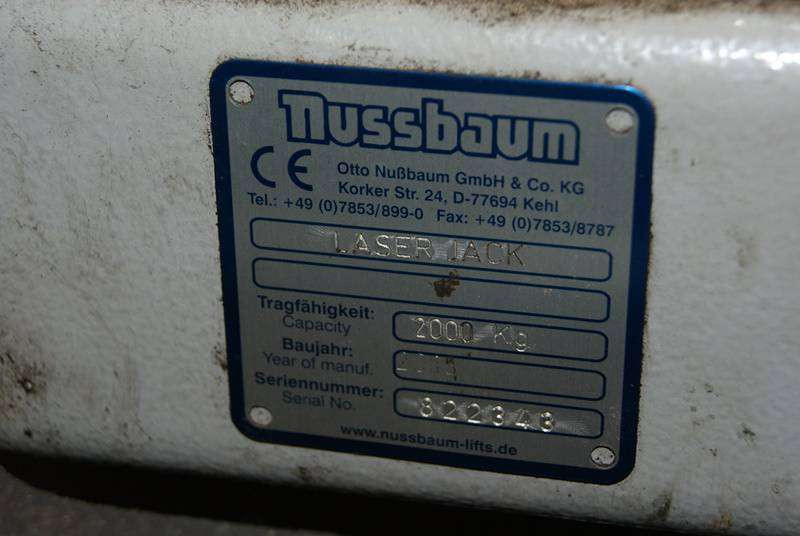 nussbaum
CE
Otto Nußbaum GmbH & Co. KG
Korker Str. 24, D-77694 Kehl
Tel.: +49 (0)7853/899-0 Fax: +49 (0)7853/8787
LASER JACK
Tragfähigkeit: 2000 Kg
Capacity
Baujahr:
Year of manuf.
Seriennummer: 822343
Serial No.
www.nussbaum-lifts.de